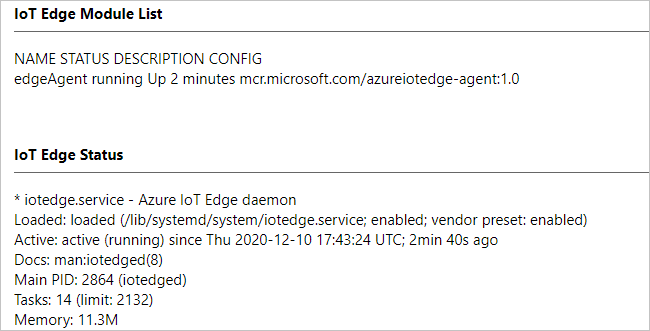 IoT Edge Module List
NAME STATUS DESCRIPTION CONFIG
edgeAgent running Up 2 minutes mcr.microsoft.com/azureiotedge-agent:1.0
IoT Edge Status
* iotedge.service - Azure IoT Edge daemon
Loaded: loaded (/lib/systemd/system/iotedge.service; enabled; vendor preset: enabled)
Active: active (running) since Thu 2020-12-10 17:43:24 UTC; 2min 40s ago
Docs: man:iotedged(8)
Main PID: 2864 (iotedged)
Tasks: 14 (limit: 2132)
Memory: 11.3M